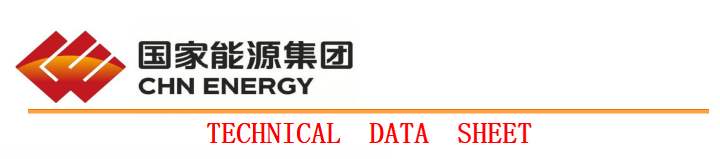 国家能源集团
CHN ENERGY
TECHNICAL DATA SHEET